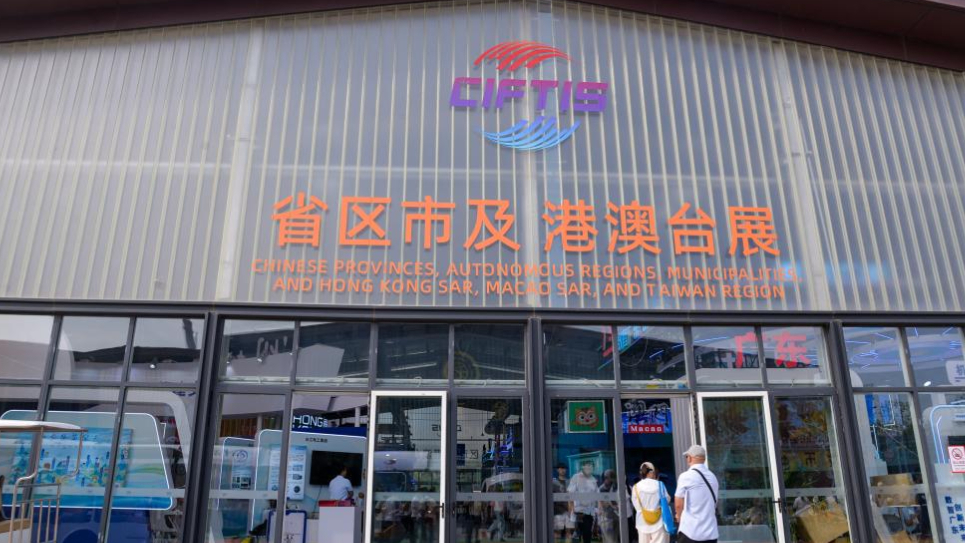 CIFTIS
省区市及 港澳台展
CHINESE PROVINCES, AUTONOMOUS REGIONS, MUNICIPALITIES,
AND HONG KONG SAR, MACAO SAR, AND TAIWAN REGION
广东
HONG
Macao